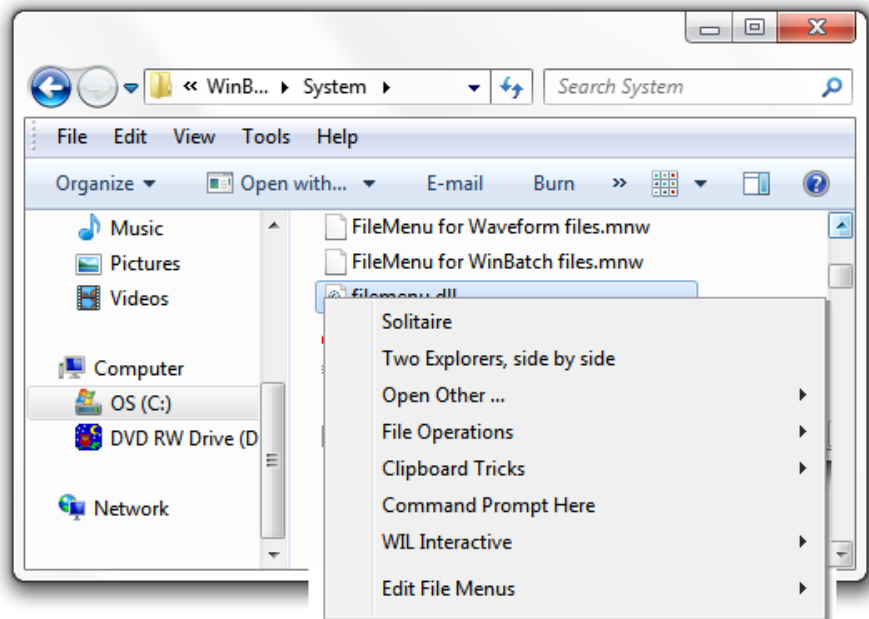 « WinB... System Search System
File Edit View Tools Help
Organize Open with... E-mail Burn »
Music
Pictures
Videos
Computer
OS (C:)
DVD RW Drive (D
Network
FileMenu for Waveform files.mnw
FileMenu for WinBatch files.mnw
filemenu.dll
Solitaire
Two Explorers, side by side
Open Other ...
File Operations
Clipboard Tricks
Command Prompt Here
WIL Interactive
Edit File Menus